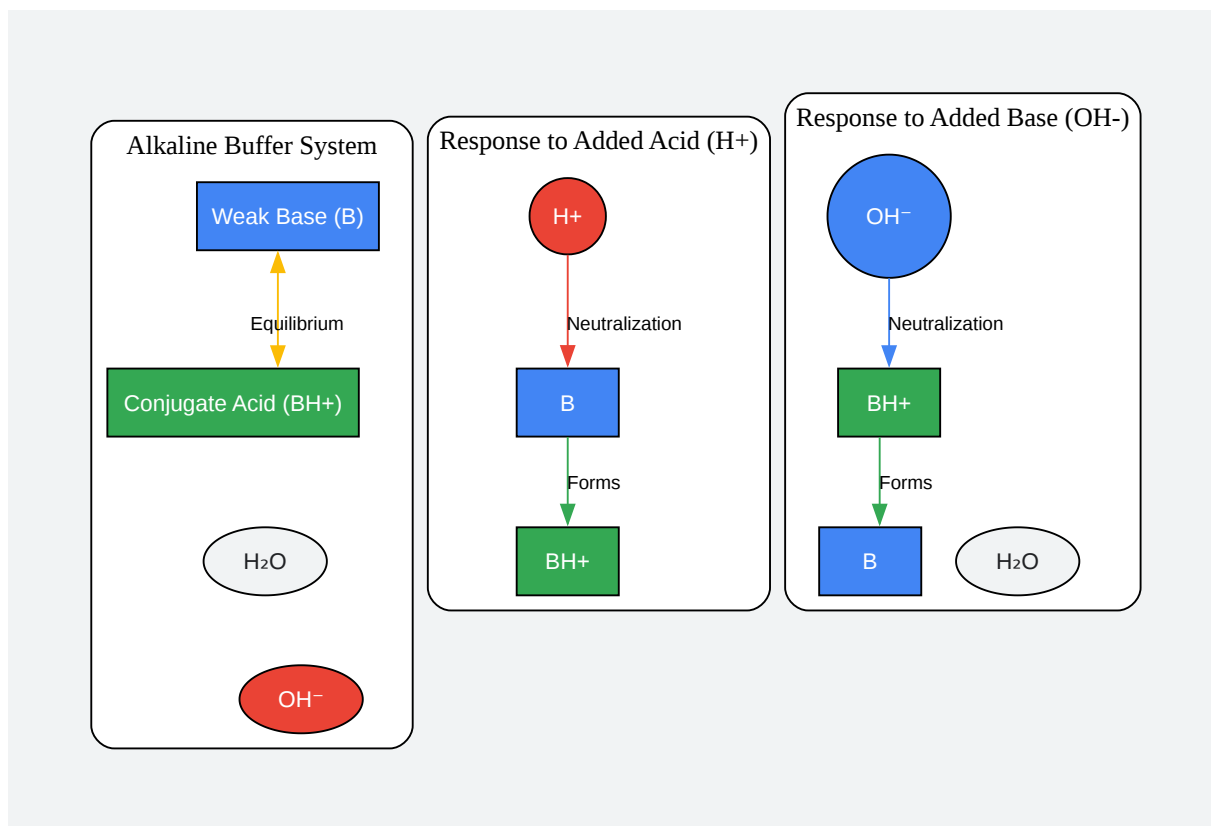 Alkaline Buffer System
Weak Base (B)
Equilibrium
Conjugate Acid (BH+)
H₂O
OH⁻
Response to Added Acid (H+)
H+
Neutralization
B
Forms
BH+
Response to Added Base (OH-)
OH⁻
Neutralization
BH+
Forms
B
H₂O